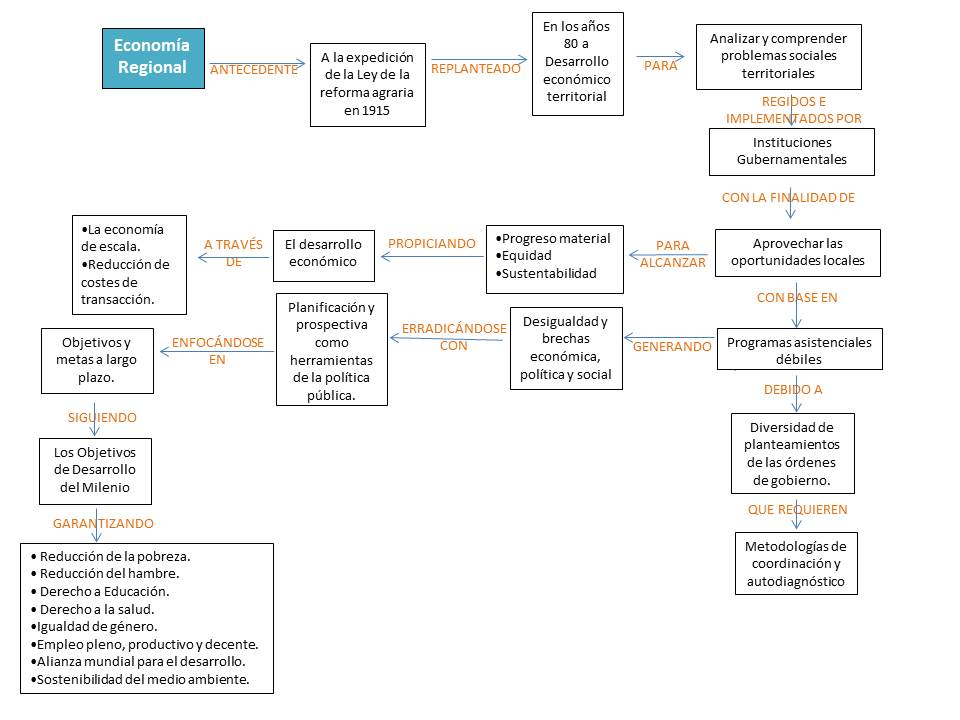 Economía
Regional
ANTECEDENTE
A la expedición
de la Ley de la
reforma agraria
en 1915
REPLANTEADO
En los años
80 a
Desarrollo
económico
territorial
PARA
Analizar y comprender
problemas sociales
territoriales
REGIDOS E
IMPLEMENTADOS POR
Instituciones
Gubernamentales
CON LA FINALIDAD DE
Aprovechar las
oportunidades locales
PARA
ALCANZAR
•Progreso material
•Equidad
•Sustentabilidad
PROPICIANDO
El desarrollo
económico
A TRAVÉS
DE
•La economía
de escala.
•Reducción de
costes de
transacción.
CON BASE EN
Programas asistenciales
débiles
GENERANDO
Desigualdad y
brechas
económica,
política y social
ERRADICÁNDOSE
CON
Planificación y
prospectiva
como
herramientas
de la política
pública.
ENFOCÁNDOSE
EN
Objetivos y
metas a largo
plazo.
SIGUIENDO
Los Objetivos
de Desarrollo
del Milenio
GARANTIZANDO
• Reducción de la pobreza.
• Reducción del hambre.
• Derecho a Educación.
• Derecho a la salud.
•Igualdad de género.
•Empleo pleno, productivo y decente.
•Alianza mundial para el desarrollo.
•Sostenibilidad del medio ambiente.
DEBIDO A
Diversidad de
planteamientos
de las órdenes
de gobierno.
QUE REQUIEREN
Metodologías de
coordinación y
autodiagnóstico